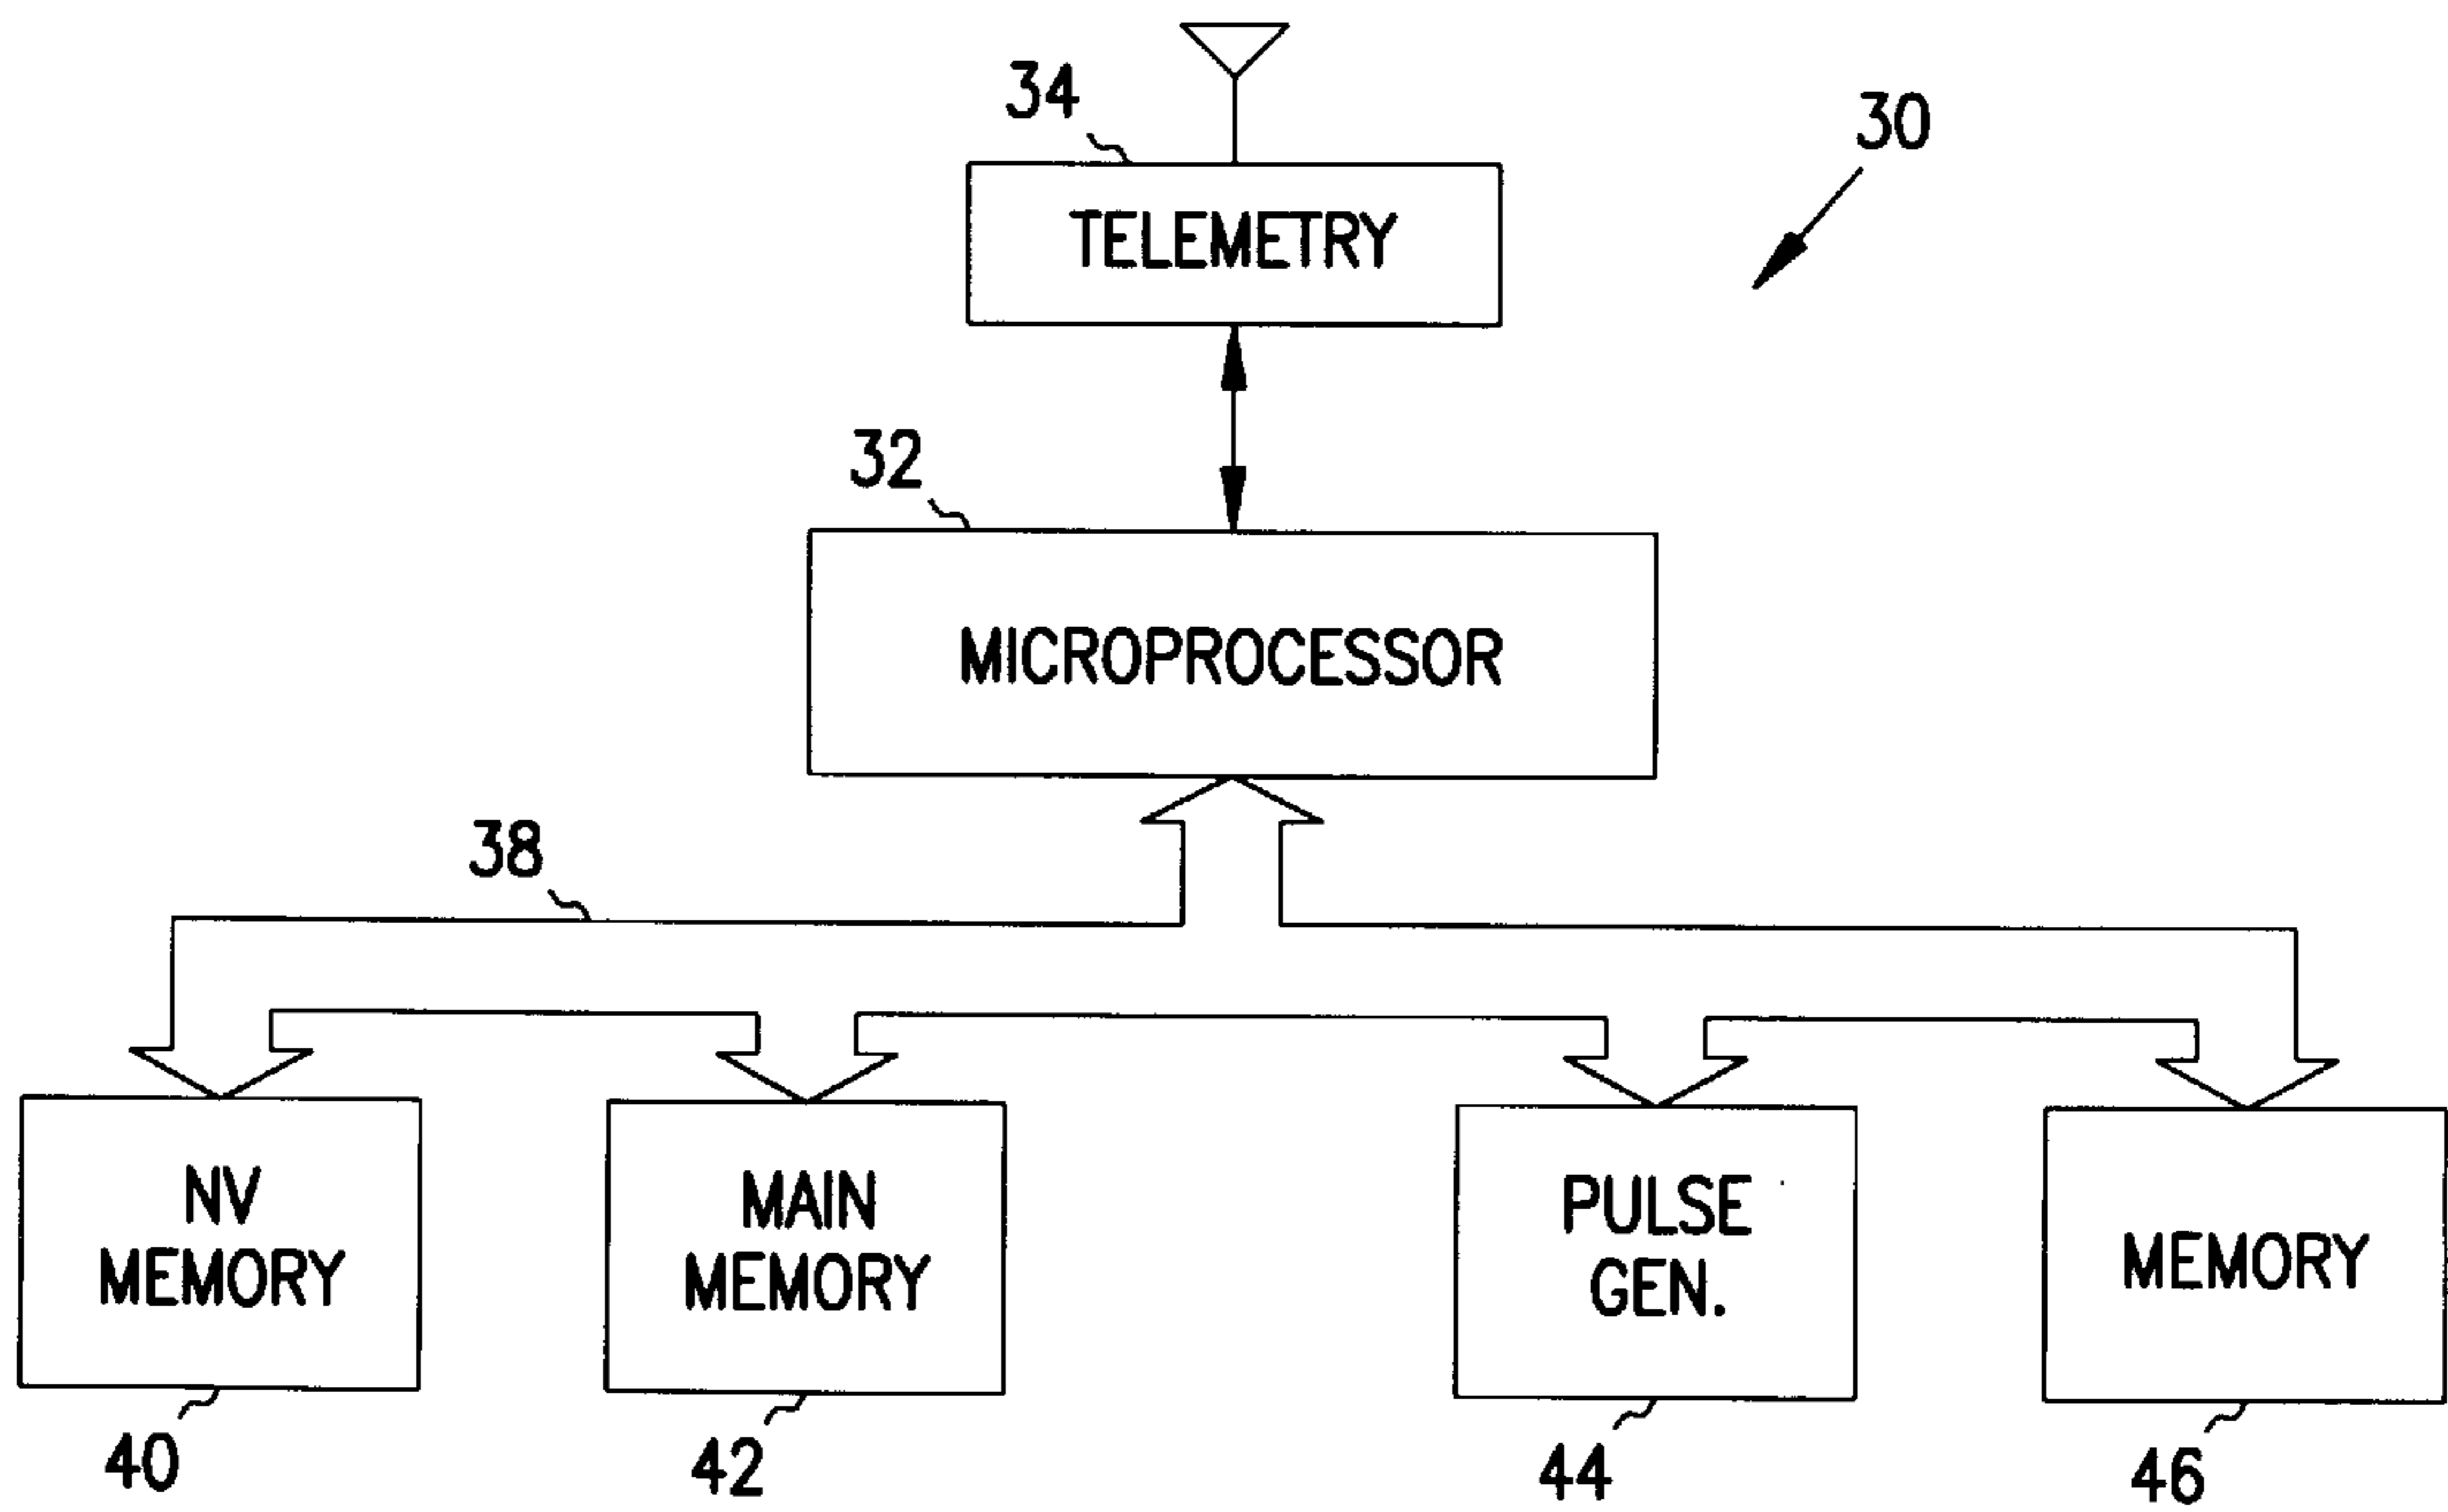 34
30
TELEMETRY
32
MICROPROCESSOR
38
NV
MEMORY
MAIN
MEMORY
PULSE
GEN.
MEMORY
40
42
44
46